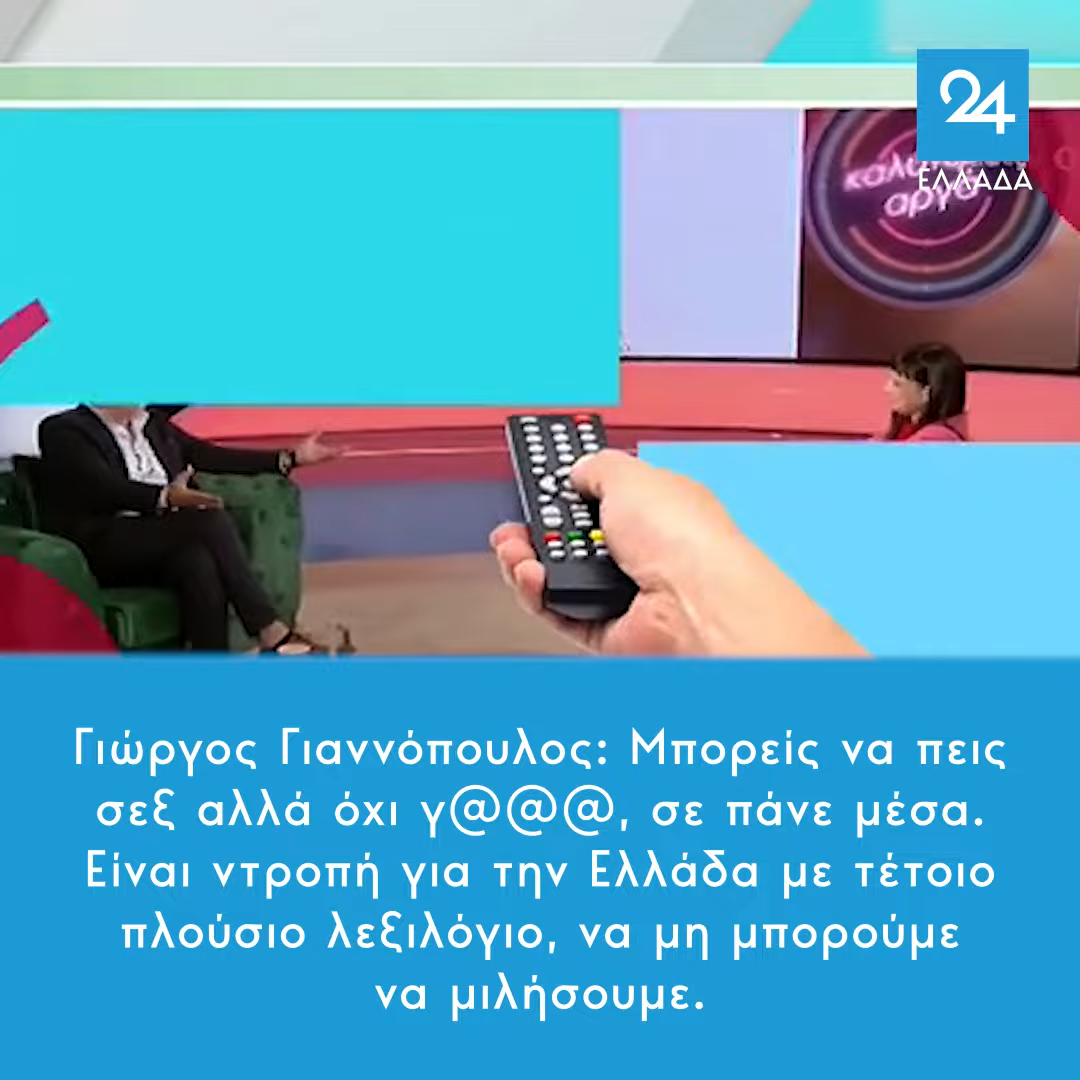 24
ΕΛΛΑΔΑ
αργά
Γιώργος Γιαννόπουλος: Μπορείς να πεις
σεξ αλλά όχι γ@@@, σε πάνε μέσα.
Είναι ντροπή για την Ελλάδα με τέτοιο
πλούσιο λεξιλόγιο, να μη μπορούμε
να μιλήσουμε.